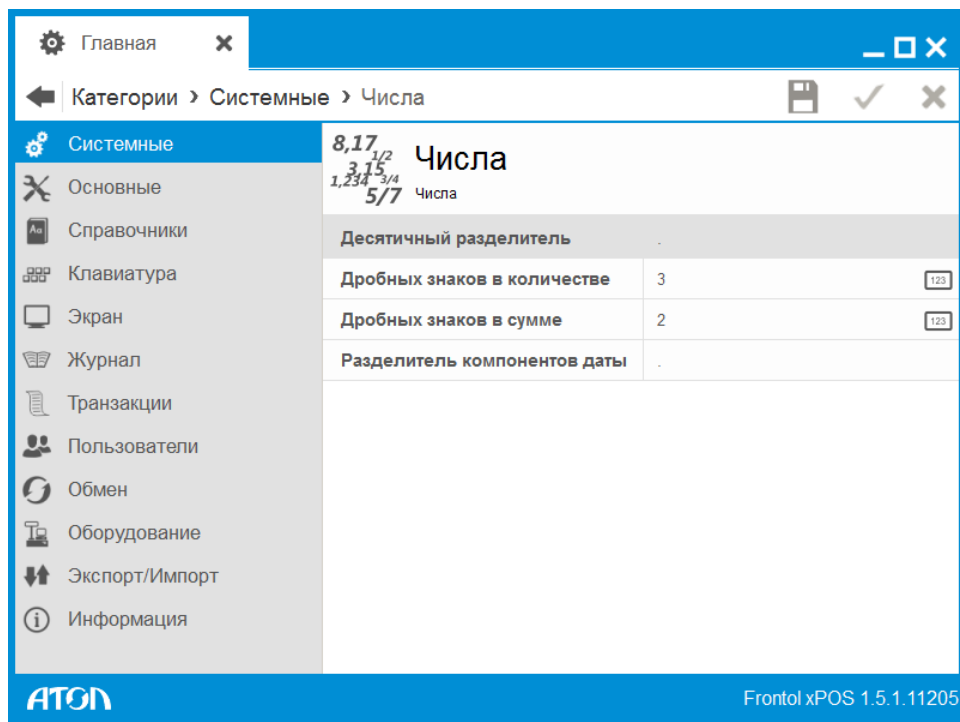 Главная
Категории › Системные › Числа
Системные
Основные
Справочники
Клавиатура
Экран
Журнал
Транзакции
Пользователи
Обмен
Оборудование
Экспорт/Импорт
Информация
8,17
1/2
3,15
1,234
3/4
5/7
Числа
Числа
Десятичный разделитель .
Дробных знаков в количестве 3 123
Дробных знаков в сумме 2 123
Разделитель компонентов даты .
ATOL
Frontol xPOS 1.5.1.11205